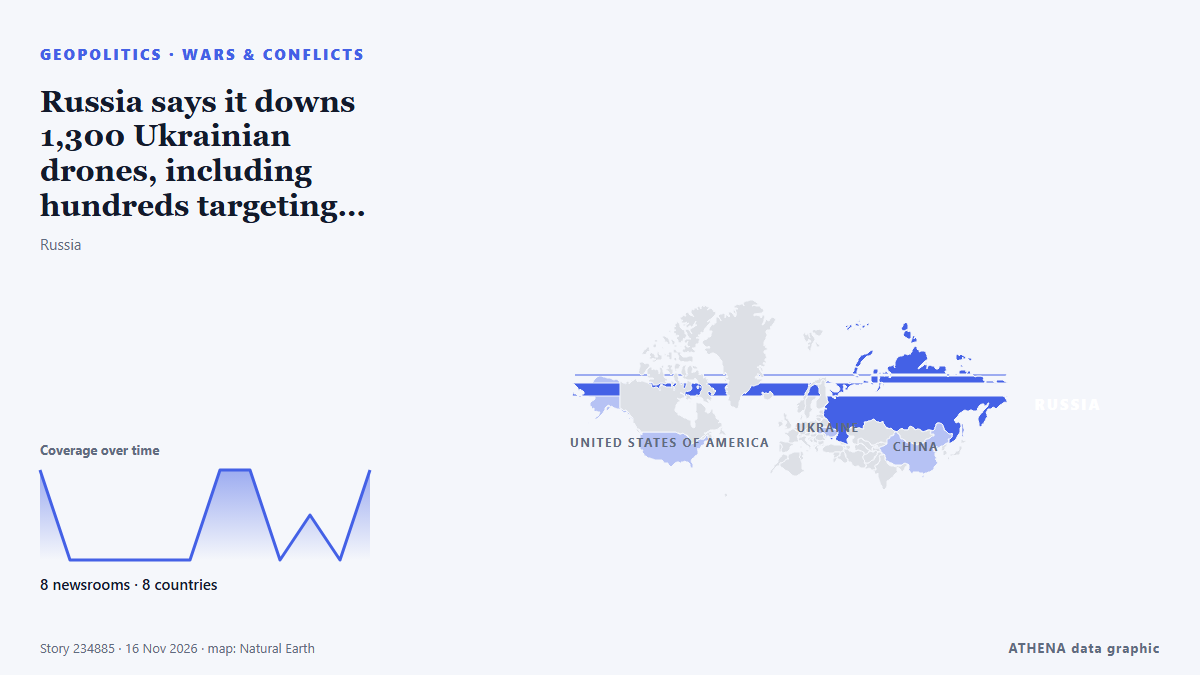 GEOPOLITICS · WARS & CONFLICTS
Russia says it downs
1,300 Ukrainian
drones, including
hundreds targeting...
Russia
RUSSIA
UKRAINE
UNITED STATES OF AMERICA
CHINA
Coverage over time
8 newsrooms · 8 countries
Story 234885 · 16 Nov 2026 · map: Natural Earth
ATHENA data graphic